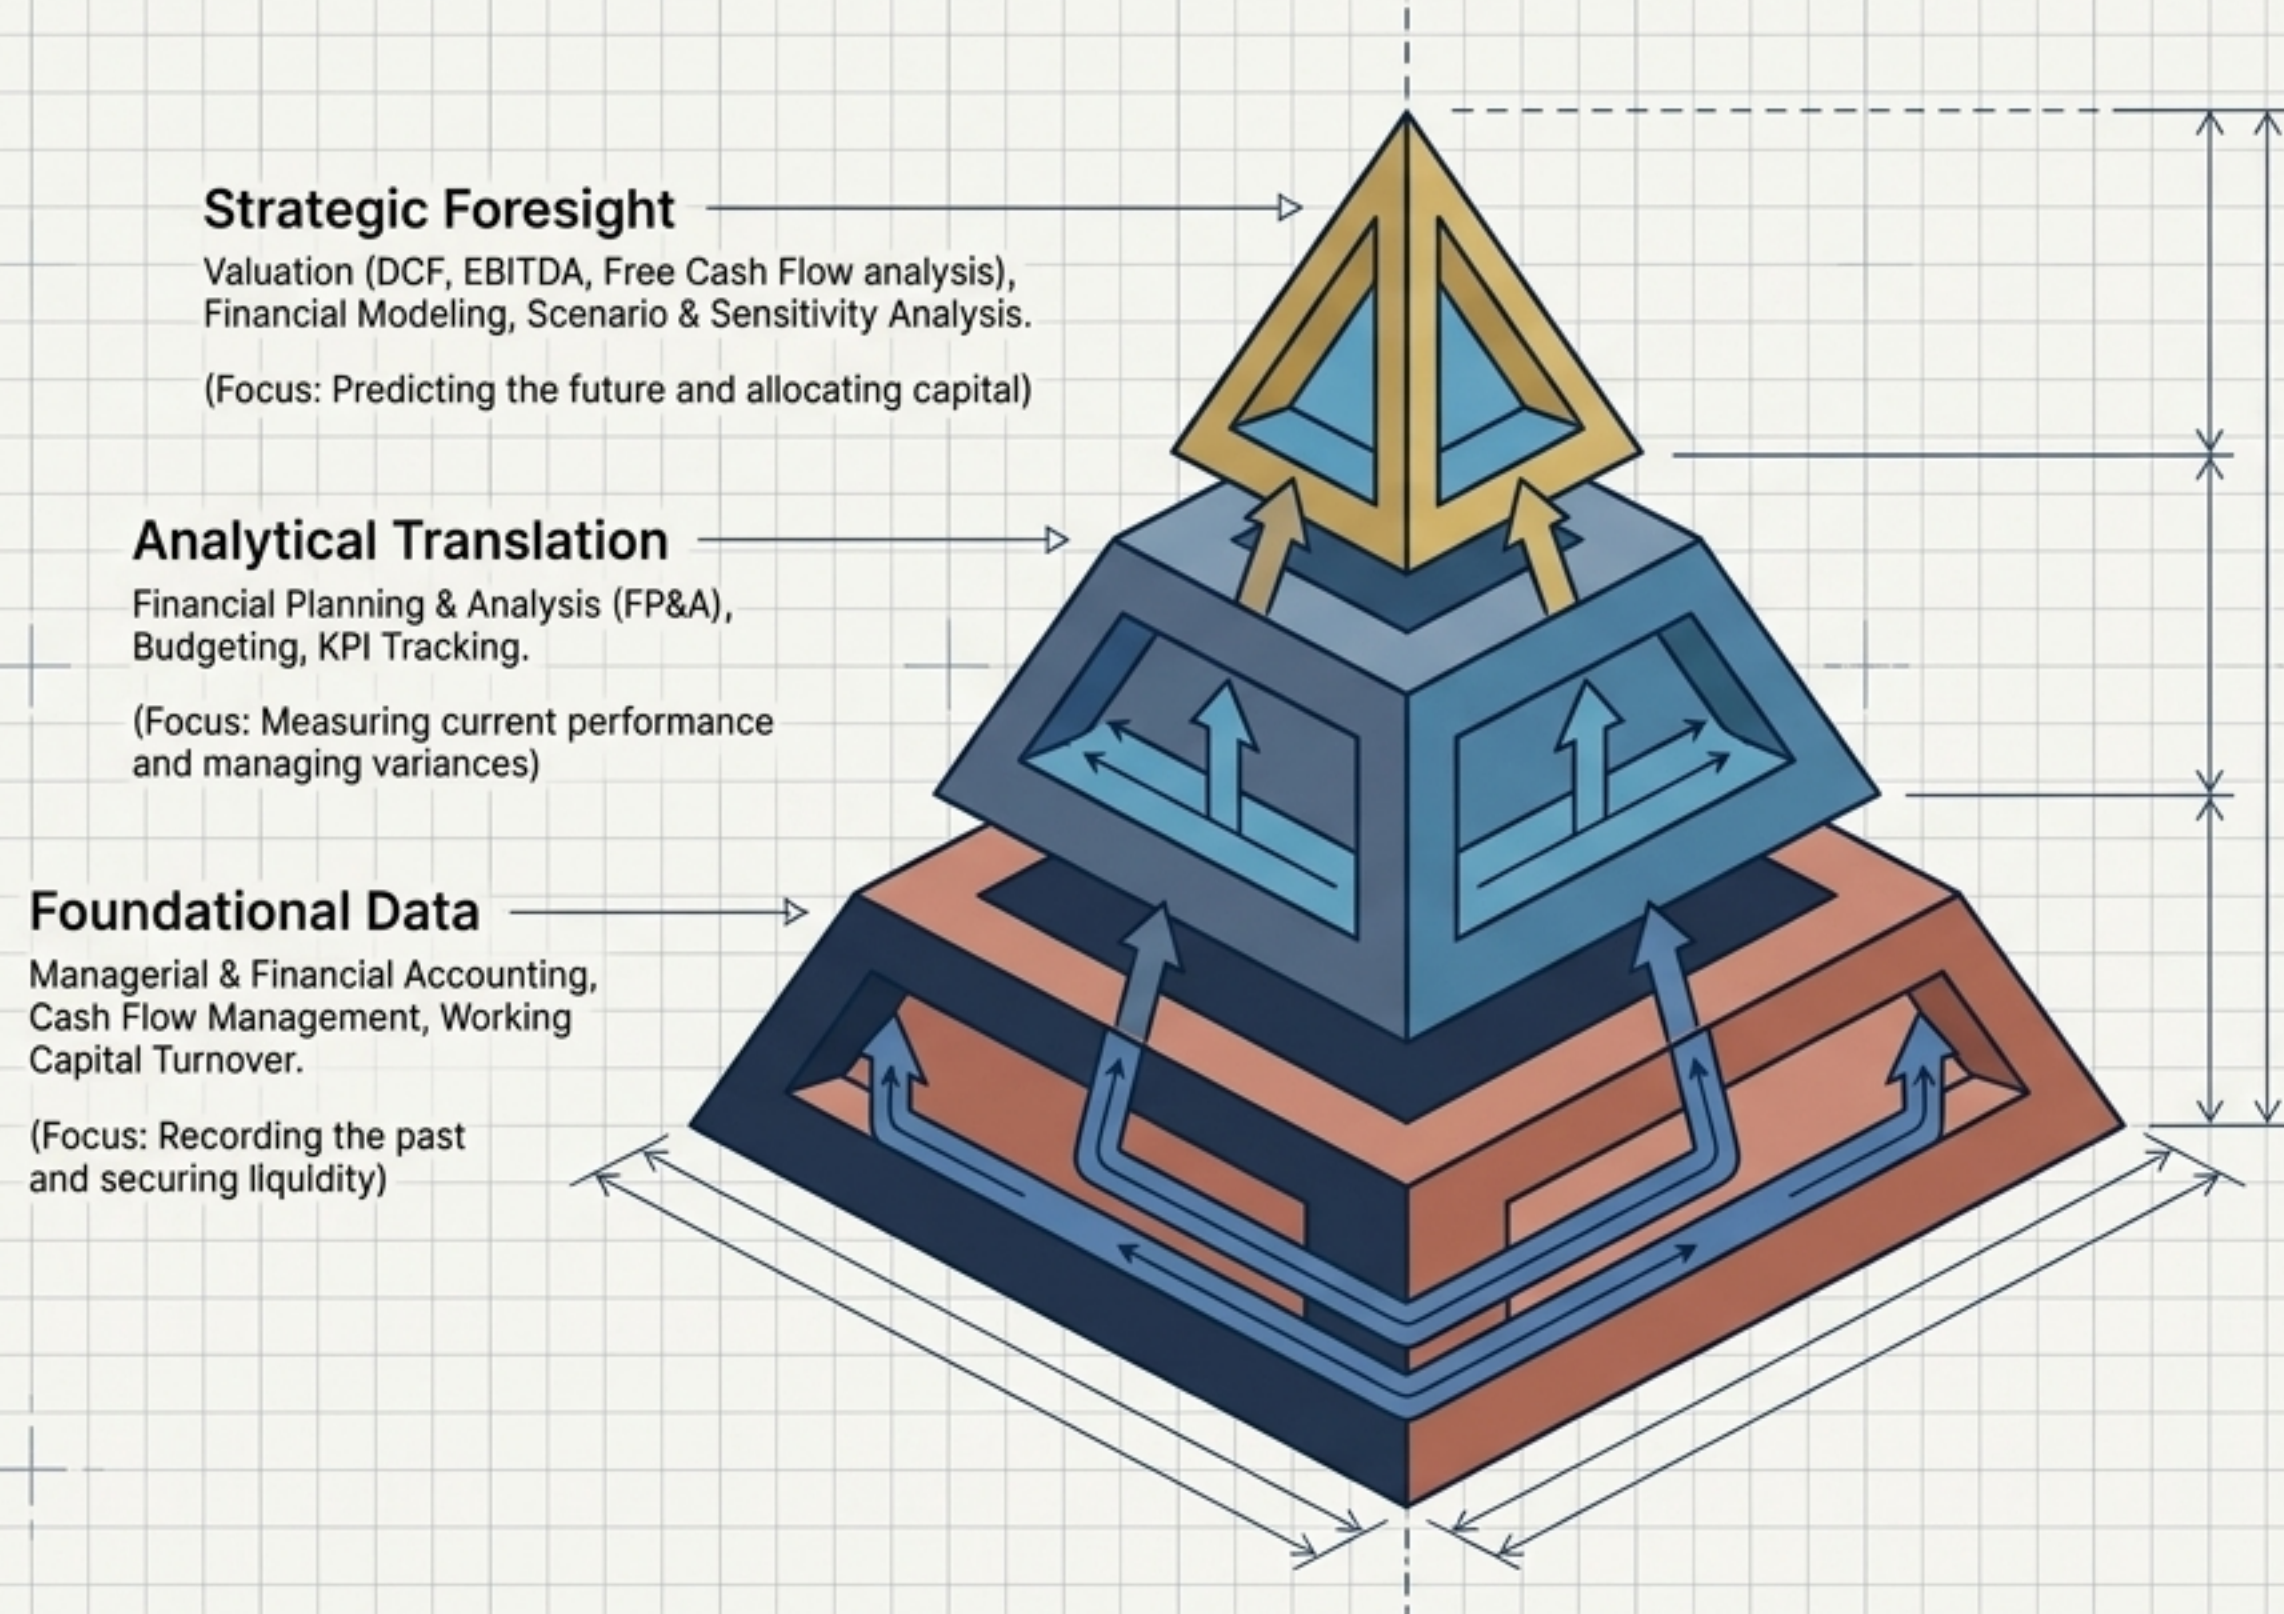 Strategic Foresight
Valuation (DCF, EBITDA, Free Cash Flow analysis),
Financial Modeling, Scenario & Sensitivity Analysis.
(Focus: Predicting the future and allocating capital)
Analytical Translation
Financial Planning & Analysis (FP&A),
Budgeting, KPI Tracking.
(Focus: Measuring current performance
and managing variances)
Foundational Data
Managerial & Financial Accounting,
Cash Flow Management, Working
Capital Turnover.
(Focus: Recording the past
and securing liquidity)